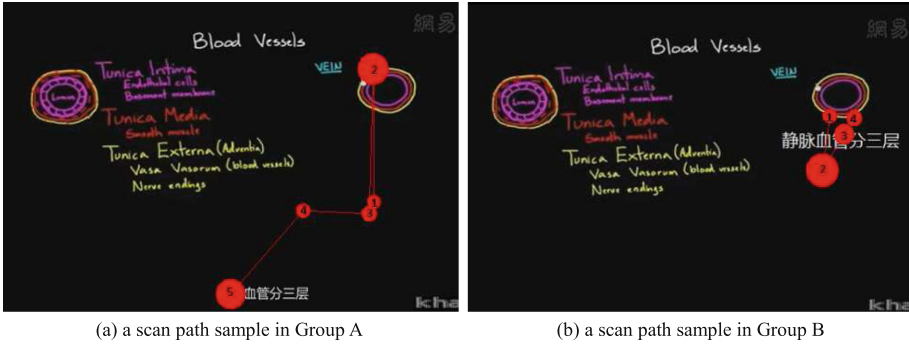 網易
Blood Vessels
VEIN
2
Tunica Intima
Endothelial cells
Basement membrane
Lumen
Tunica Media
Smooth muscle
Tunica Externa (Adventia)
Vasa Vasorum (blood vessels)
Nerve endings
1
3
4
5
血管分三层
kha
(a) a scan path sample in Group A
網易
Blood Vessels
VEIN
Tunica Intima
Endothelial cells
Basement membrane
Lumen
Tunica Media
Smooth muscle
1
4
3
静脉血管分三层
Tunica Externa (Adventia)
Vasa Vasorum (blood vessels)
2
Nerve endings
kha
(b) a scan path sample in Group B